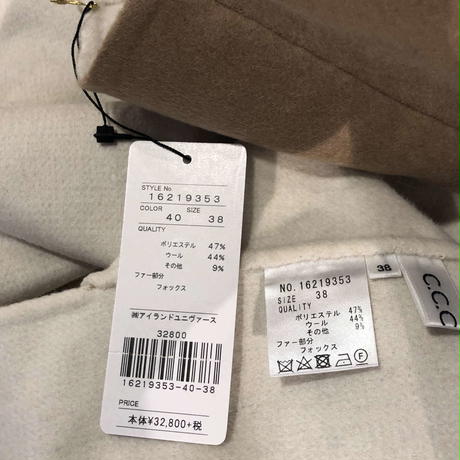 STYLE No.
16219353
COLOR SIZE
40 38
QUALITY
ポリエステル 47%
ウール 44%
その他 9%
ファー部分
フォックス
㈱アイランドユニヴァース
32800
16219353-40-38
PRICE
本体¥32,800+税
NO.16219353
SIZE 38
QUALITY
ポリエステル 47%
ウール 44%
その他 9%
ファー部分
フォックス
F
38
C.C.C